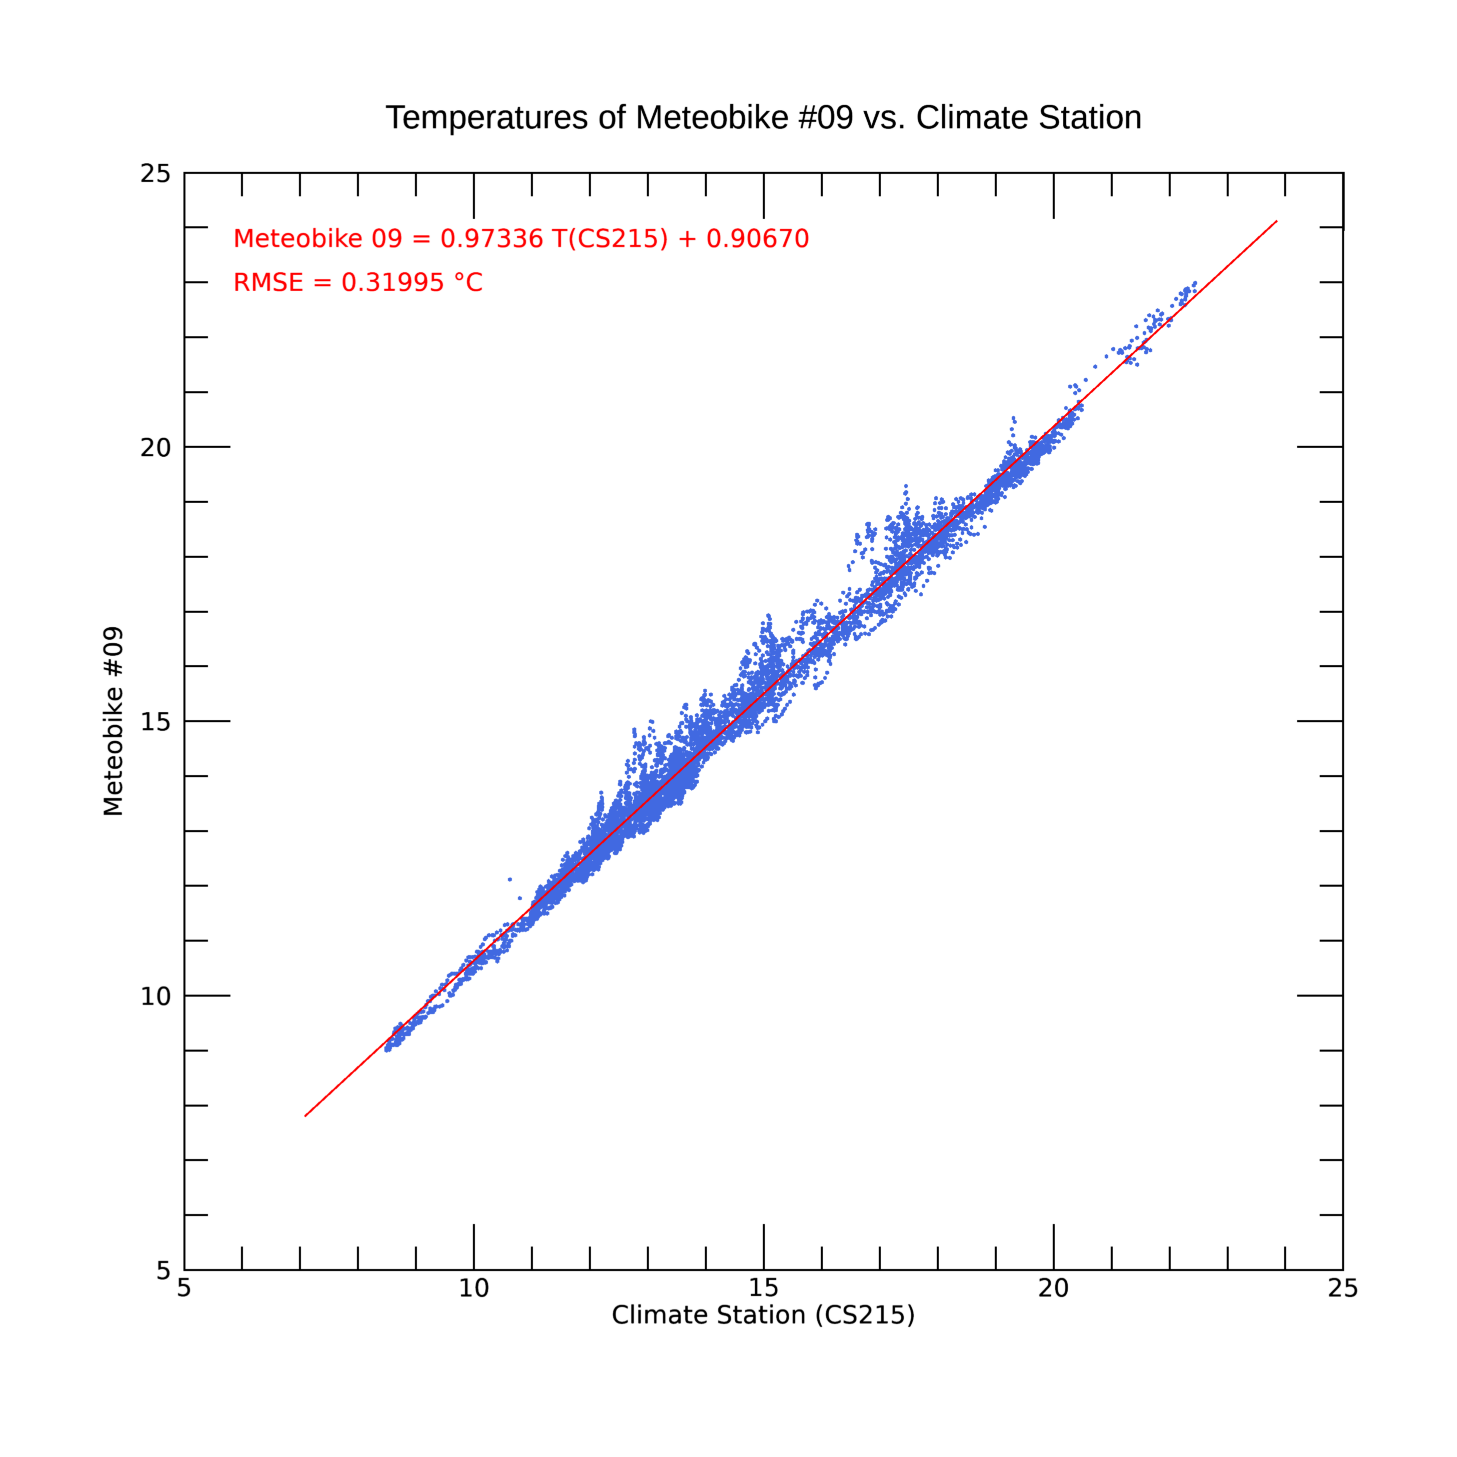 Temperatures of Meteobike #09 vs. Climate Station
25
Meteobike 09 = 0.97336 T(CS215) + 0.90670
RMSE = 0.31995 °C
20
Meteobike #09
15
10
5
5 10 15 20 25
Climate Station (CS215)